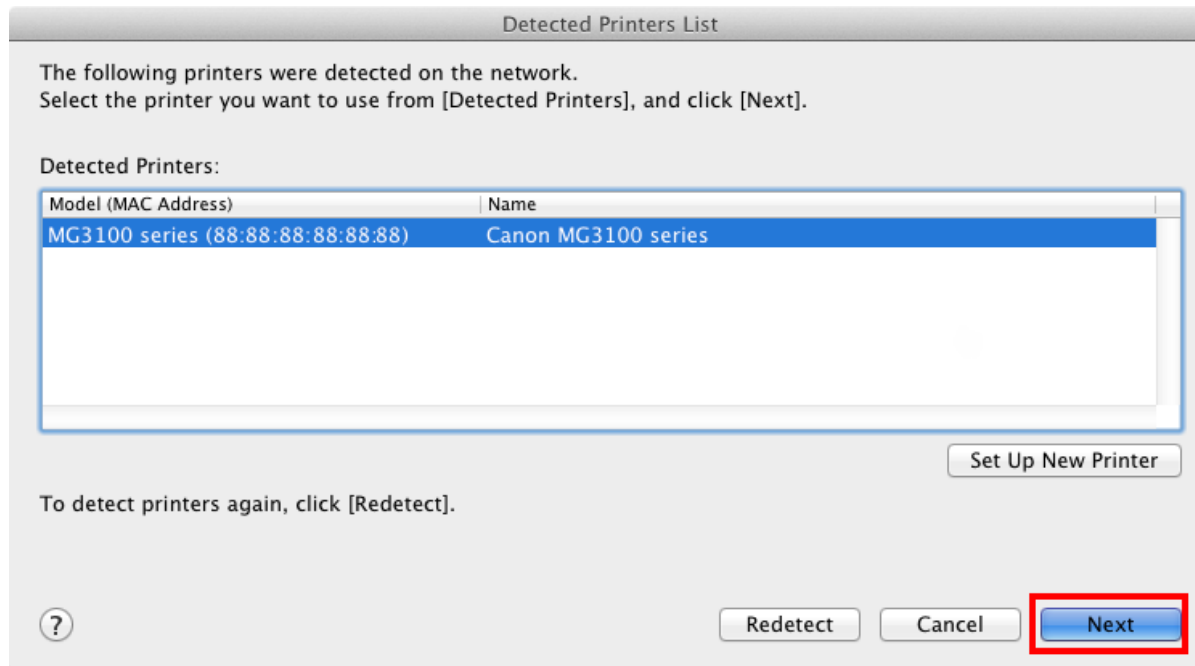 Detected Printers List
The following printers were detected on the network.
Select the printer you want to use from [Detected Printers], and click [Next].
Detected Printers:
Model (MAC Address) Name
MG3100 series (88:88:88:88:88:88) Canon MG3100 series
Set Up New Printer
To detect printers again, click [Redetect].
? Redetect Cancel Next